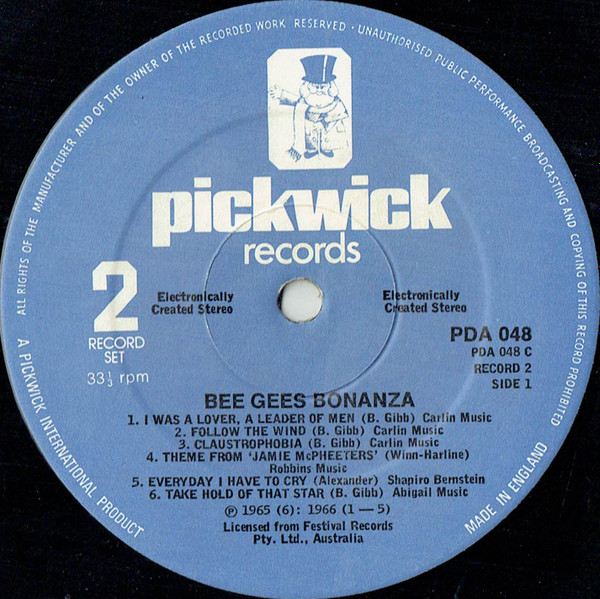 ALL RIGHTS OF THE MANUFACTURER AND OF THE OWNER OF THE RECORDED WORK RESERVED · UNAUTHORISED PUBLIC PERFORMANCE BROADCASTING AND COPYING OF THIS RECORD PROHIBITED
pickwick
records
2
RECORD
SET
33⅓ rpm
Electronically
Created Stereo
Electronically
Created Stereo
PDA 048
PDA 048 C
RECORD 2
SIDE 1
BEE GEES BONANZA
1. I WAS A LOVER, A LEADER OF MEN (B. Gibb) Carlin Music
2. FOLLOW THE WIND (B. Gibb) Carlin Music
3. CLAUSTROPHOBIA (B. Gibb) Carlin Music
4. THEME FROM 'JAMIE McPHEETERS' (Winn-Harline)
Robbins Music
5. EVERYDAY I HAVE TO CRY (Alexander) Shapiro Bernstein
6. TAKE HOLD OF THAT STAR (B. Gibb) Abigail Music
Ⓟ 1965 (6): 1966 (1 — 5)
Licensed from Festival Records
Pty. Ltd., Australia
A PICKWICK INTERNATIONAL PRODUCT
MADE IN ENGLAND